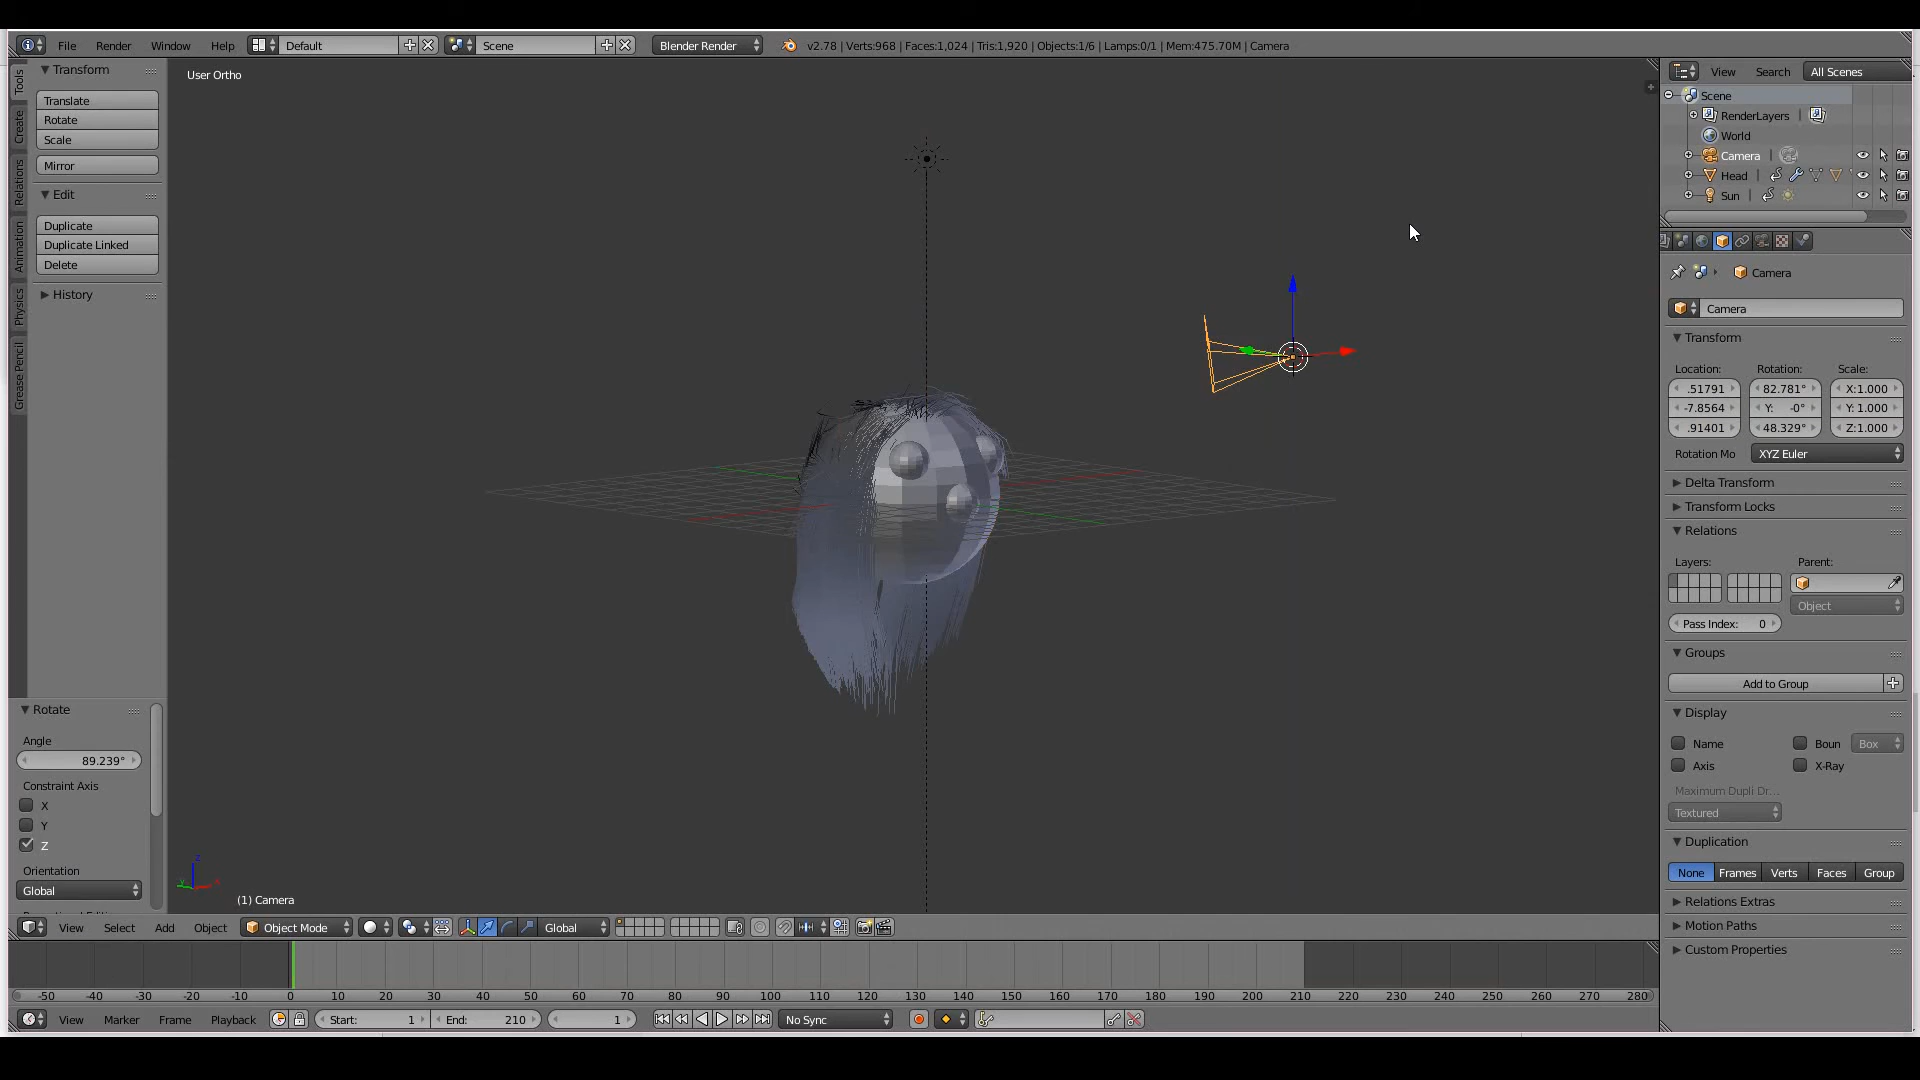 File Render Window Help Default Scene Blender Render v2.78 | Verts:968 | Faces:1,024 | Tris:1,920 | Objects:1/6 | Lamps:0/1 | Mem:475.70M | Camera
Tools
Create
Relations
Animation
Physics
Grease Pencil
Transform
Translate
Rotate
Scale
Mirror
Edit
Duplicate
Duplicate Linked
Delete
History
Rotate
Angle
89.239°
Constraint Axis
X
Y
Z
Orientation
Global
User Ortho
z
y
x
(1) Camera
View Select Add Object Object Mode Global
View Search All Scenes
Scene
RenderLayers |
World
Camera |
Head |
Sun |
Camera
Camera
Transform
Location: Rotation: Scale:
.51791 82.781° X:1.000
-7.8564 Y: -0° Y: 1.000
.91401 48.329° Z:1.000
Rotation Mo XYZ Euler
Delta Transform
Transform Locks
Relations
Layers: Parent:
Object
Pass Index: 0
Groups
Add to Group
Display
Name Boun Box
Axis X-Ray
Maximum Dupli Dr...
Textured
Duplication
None Frames Verts Faces Group
Relations Extras
Motion Paths
Custom Properties
-50 -40 -30 -20 -10 0 10 20 30 40 50 60 70 80 90 100 110 120 130 140 150 160 170 180 190 200 210 220 230 240 250 260 270 280
View Marker Frame Playback Start: 1 End: 210 1 No Sync